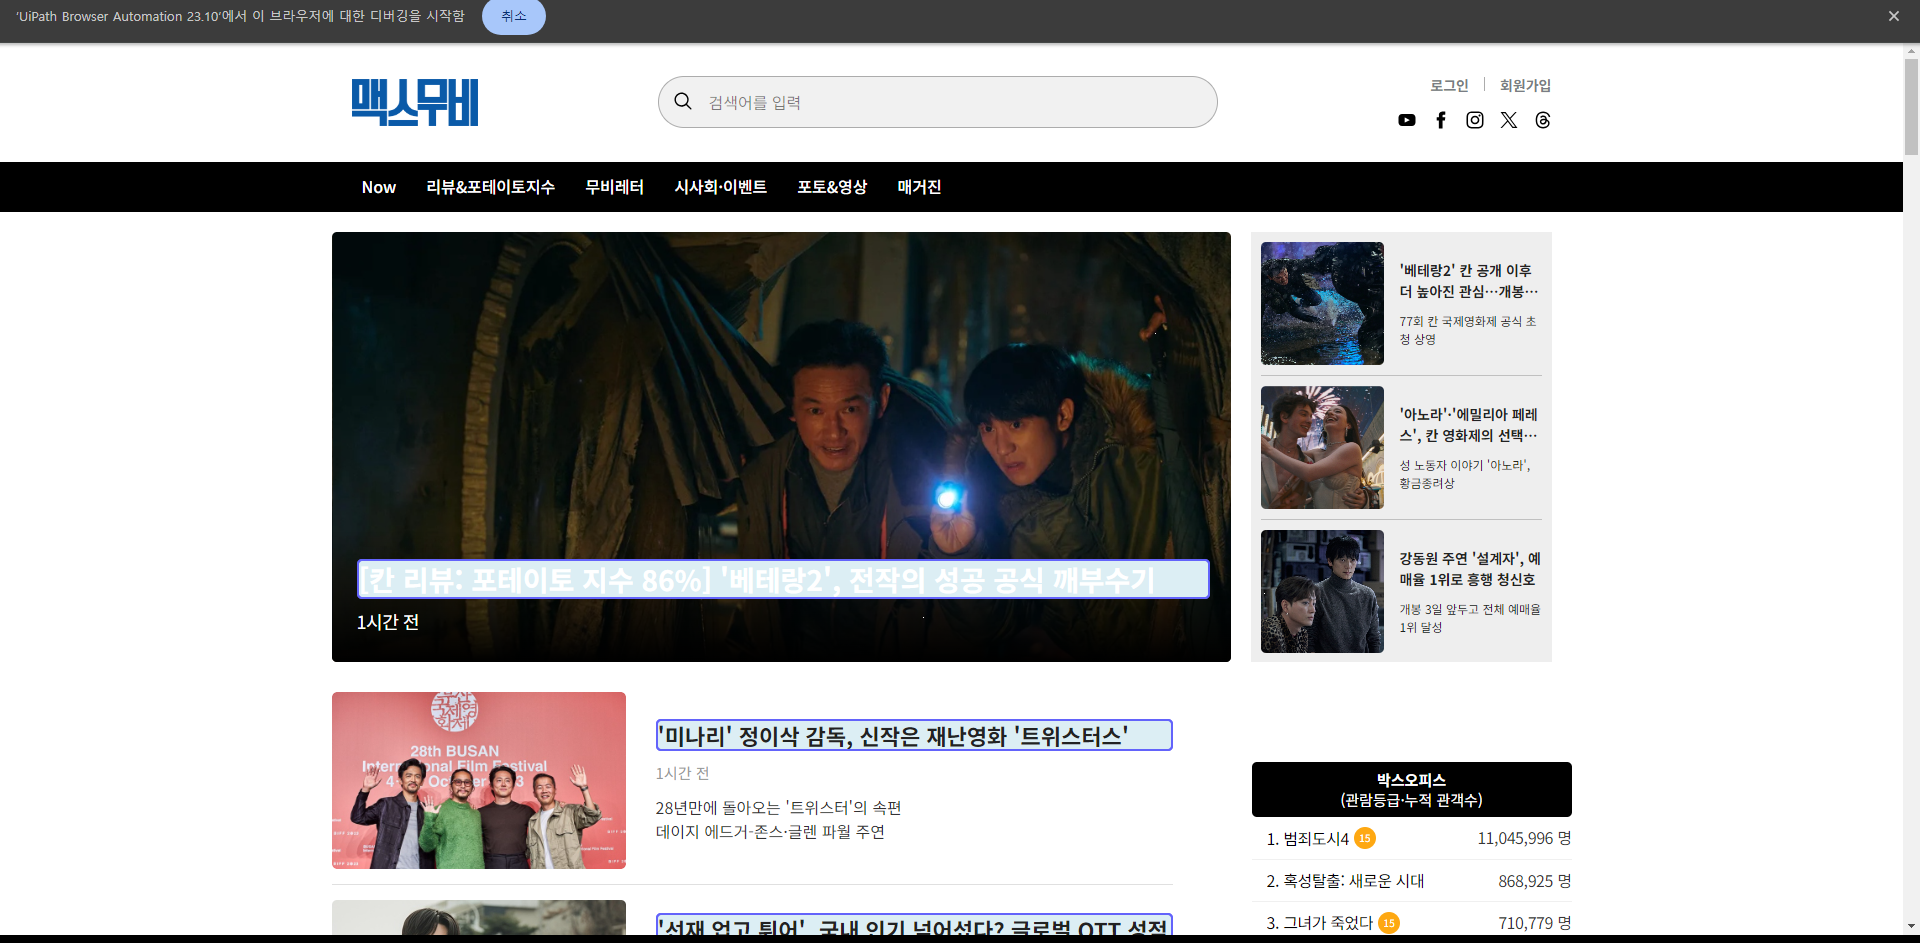 'UiPath Browser Automation 23.10'에서 이 브라우저에 대한 디버깅을 시작함
취소
맥스무비
검색어를 입력
로그인
회원가입
Now
리뷰&포테이토지수
무비레터
시사회·이벤트
포토&영상
매거진
[칸 리뷰: 포테이토 지수 86%] '베테랑2', 전작의 성공 공식 깨부수기
1시간 전
'베테랑2' 칸 공개 이후
더 높아진 관심…개봉…
77회 칸 국제영화제 공식 초
청 상영
'아노라'·'에밀리아 페레
스', 칸 영화제의 선택…
성 노동자 이야기 '아노라',
황금종려상
강동원 주연 '설계자', 예
매율 1위로 흥행 청신호
개봉 3일 앞두고 전체 예매율
1위 달성
28th BUSAN
International Film Festival
'미나리' 정이삭 감독, 신작은 재난영화 '트위스터스'
1시간 전
28년만에 돌아오는 '트위스터'의 속편
데이지 에드거-존스·글렌 파월 주연
'선재 업고 튀어', 국내 인기 넘어섰다? 글로벌 OTT 성적
박스오피스
(관람등급·누적 관객수)
1. 범죄도시4 15 11,045,996 명
2. 혹성탈출: 새로운 시대 868,925 명
3. 그녀가 죽었다 15 710,779 명